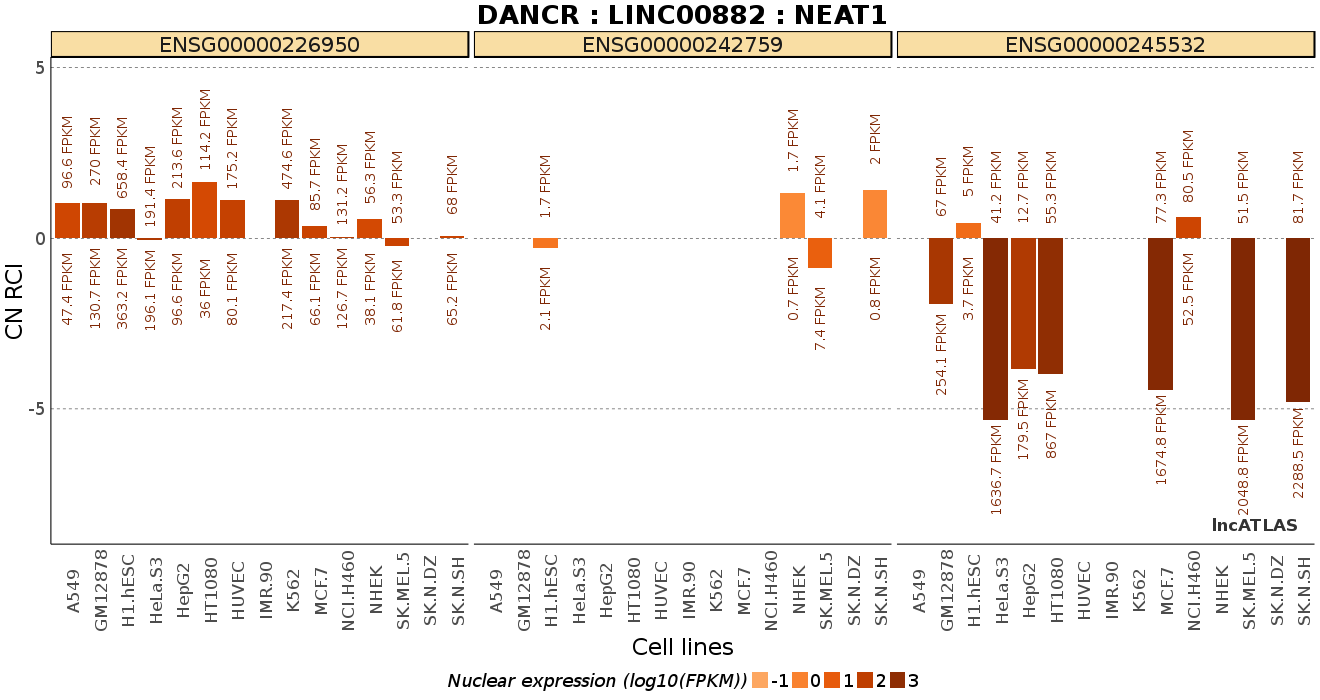 DANCR : LINC00882 : NEAT1
ENSG00000226950 ENSG00000242759 ENSG00000245532
CN RCI
5
0
-5
96.6 FPKM
270 FPKM
658.4 FPKM
191.4 FPKM
213.6 FPKM
114.2 FPKM
175.2 FPKM
474.6 FPKM
85.7 FPKM
131.2 FPKM
56.3 FPKM
53.3 FPKM
68 FPKM
47.4 FPKM
130.7 FPKM
363.2 FPKM
196.1 FPKM
96.6 FPKM
36 FPKM
80.1 FPKM
217.4 FPKM
66.1 FPKM
126.7 FPKM
38.1 FPKM
61.8 FPKM
65.2 FPKM
1.7 FPKM
1.7 FPKM
4.1 FPKM
2 FPKM
2.1 FPKM
0.7 FPKM
7.4 FPKM
0.8 FPKM
67 FPKM
5 FPKM
41.2 FPKM
12.7 FPKM
55.3 FPKM
77.3 FPKM
80.5 FPKM
51.5 FPKM
81.7 FPKM
254.1 FPKM
3.7 FPKM
1636.7 FPKM
179.5 FPKM
867 FPKM
1674.8 FPKM
52.5 FPKM
2048.8 FPKM
2288.5 FPKM
lncATLAS
A549
GM12878
H1.hESC
HeLa.S3
HepG2
HT1080
HUVEC
IMR.90
K562
MCF.7
NCI.H460
NHEK
SK.MEL.5
SK.N.DZ
SK.N.SH
A549
GM12878
H1.hESC
HeLa.S3
HepG2
HT1080
HUVEC
IMR.90
K562
MCF.7
NCI.H460
NHEK
SK.MEL.5
SK.N.DZ
SK.N.SH
A549
GM12878
H1.hESC
HeLa.S3
HepG2
HT1080
HUVEC
IMR.90
K562
MCF.7
NCI.H460
NHEK
SK.MEL.5
SK.N.DZ
SK.N.SH
Cell lines
Nuclear expression (log10(FPKM)) -1 0 1 2 3